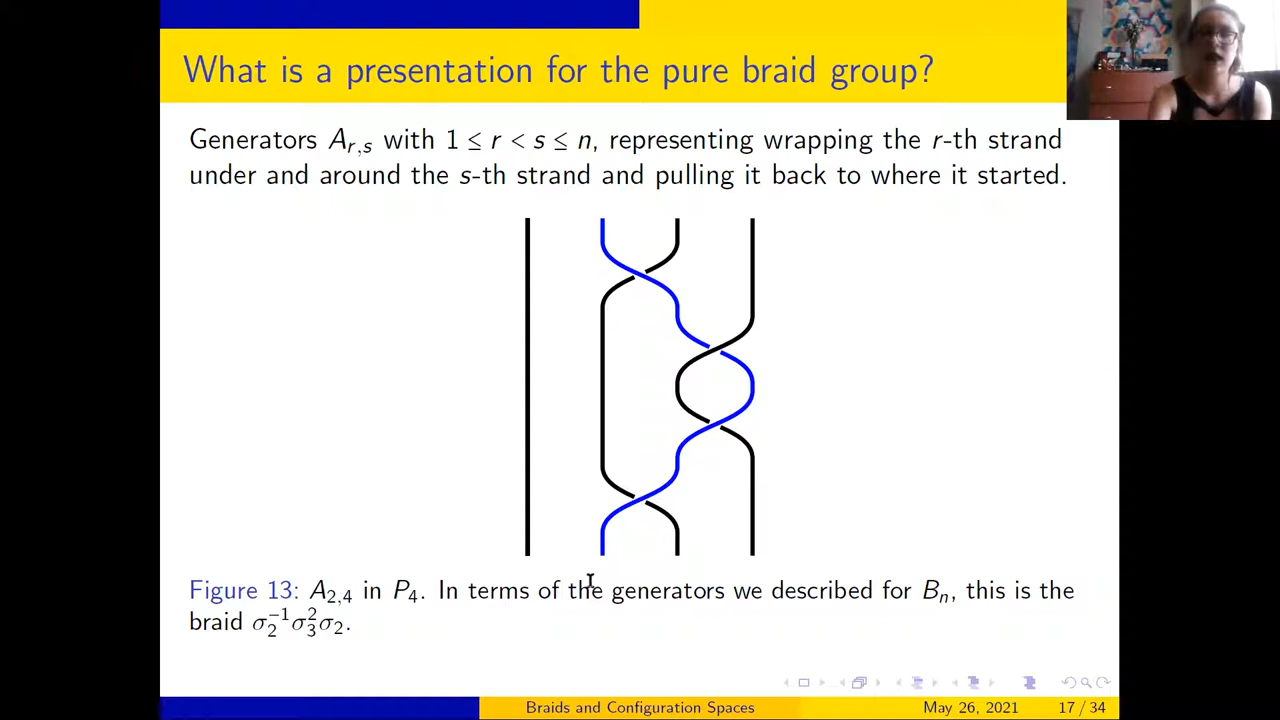 What is a presentation for the pure braid group?
Generators A_{r,s} with 1 ≤ r < s ≤ n, representing wrapping the r-th strand
under and around the s-th strand and pulling it back to where it started.
Figure 13: A_{2,4} in P_4. In terms of the generators we described for B_n, this is the
braid σ_2^{-1}σ_3^2σ_2.
Braids and Configuration Spaces May 26, 2021 17 / 34